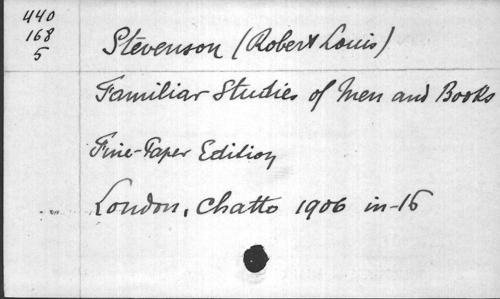 440
168
5
Stevenson (Robert Louis)
Familiar Studies of Men and Books
Fine-Paper Edition
London, Chatto 1906 in-16